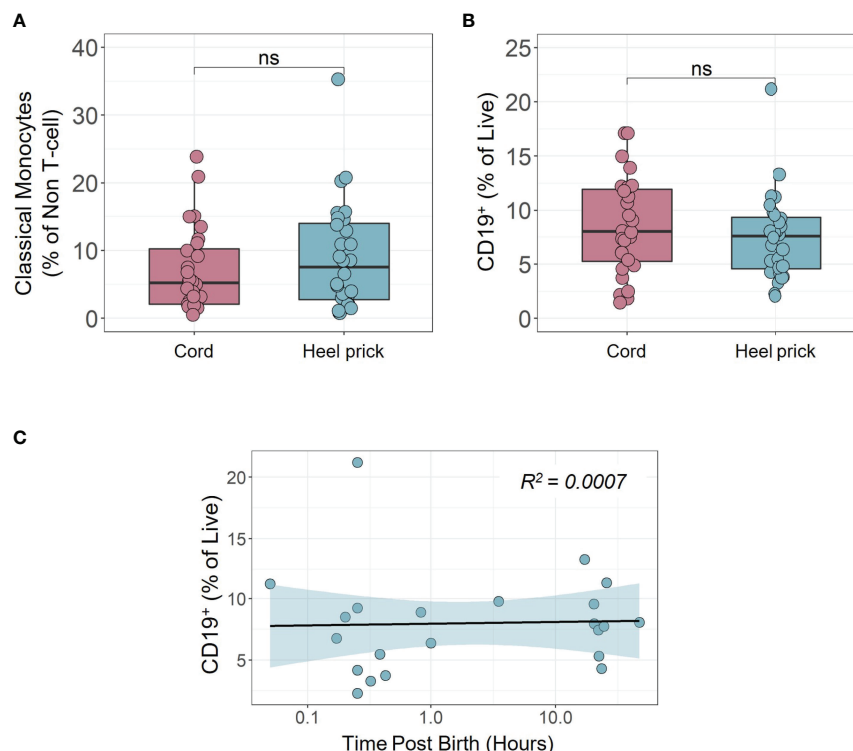 A
Classical Monocytes
(% of Non T-cell)
40
30
20
10
0
ns
Cord
Heel prick
B
CD19⁺ (% of Live)
25
20
15
10
5
0
ns
Cord
Heel prick
C
CD19⁺ (% of Live)
20
15
10
5
R² = 0.0007
0.1
1.0
10.0
Time Post Birth (Hours)